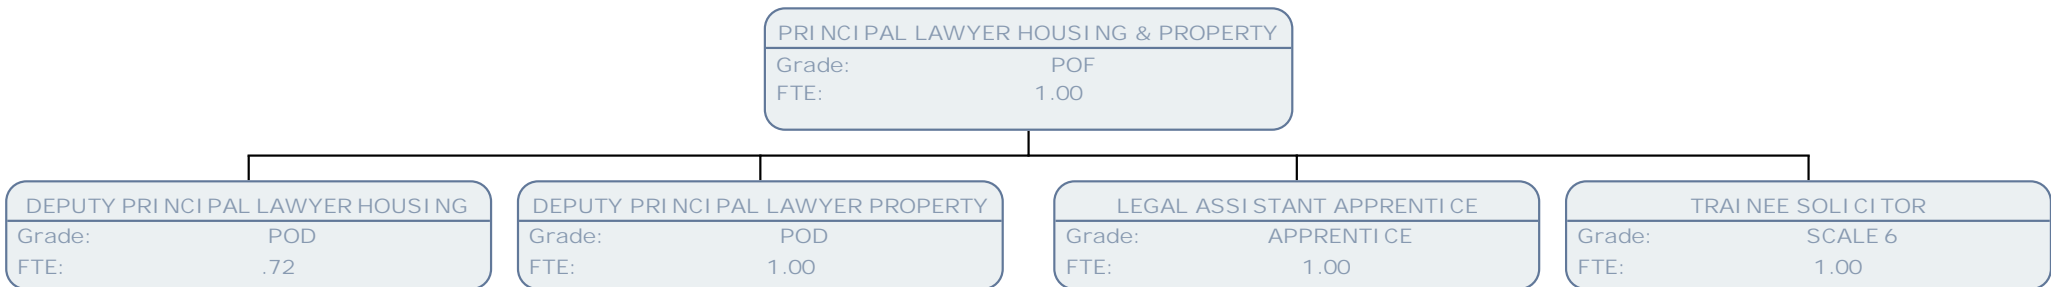 PRINCIPAL LAWYER HOUSING & PROPERTY
Grade: POF
FTE: 1.00
DEPUTY PRINCIPAL LAWYER HOUSING
Grade: POD
FTE: .72
DEPUTY PRINCIPAL LAWYER PROPERTY
Grade: POD
FTE: 1.00
LEGAL ASSISTANT APPRENTICE
Grade: APPRENTICE
FTE: 1.00
TRAINEE SOLICITOR
Grade: SCALE 6
FTE: 1.00